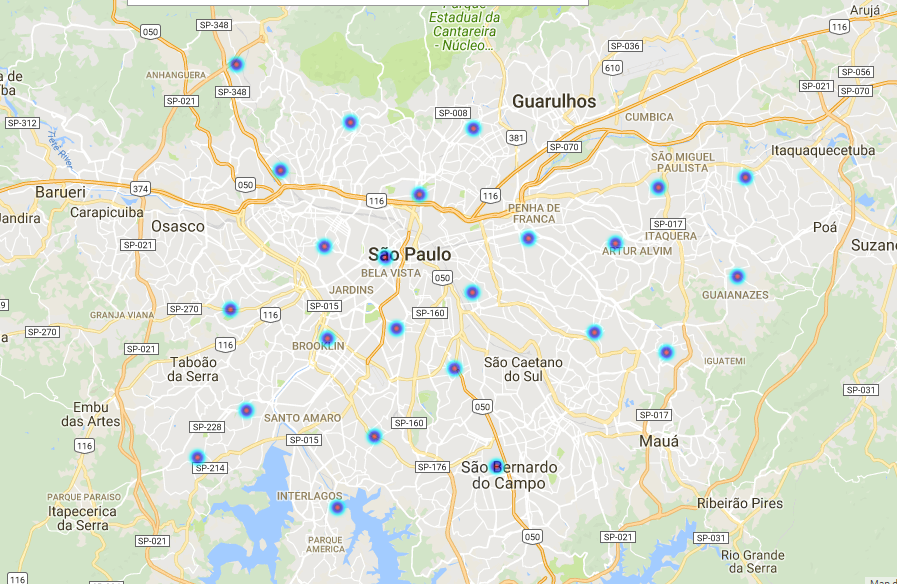 Parque
Estadual da
Cantareira
- Núcleo...
Arujá
SP-348
050
116
SP-036
ANHANGUERA
610
SP-056
SP-021
SP-070
SP-348
SP-021
Guarulhos
SP-008
CUMBICA
SP-312
381
SP-070
Itaquaquecetuba
Tietê River
SÃO MIGUEL
PAULISTA
Barueri
374
050
116
116
Carapicuiba
Jandira
PENHA DE
FRANCA
Osasco
SP-017
Poá
ITAQUERA
SP-021
Suzano
São Paulo
ARTUR ALVIM
BELA VISTA
050
JARDINS
GUAIANAZES
SP-270
SP-015
GRANJA VIANA
116
SP-160
SP-270
116
BROOKLIN
SP-021
Taboão
da Serra
São Caetano
do Sul
IGUATEMI
SP-031
Embu
das Artes
050
SP-017
SANTO AMARO
SP-160
SP-228
116
SP-015
Mauá
SP-214
SP-176
São Bernardo
do Campo
PARQUE PARAISO
INTERLAGOS
Itapecerica
da Serra
Ribeirão Pires
SP-021
PARQUE
AMERICA
050
SP-021
SP-031
Rio Grande
da Serra
116